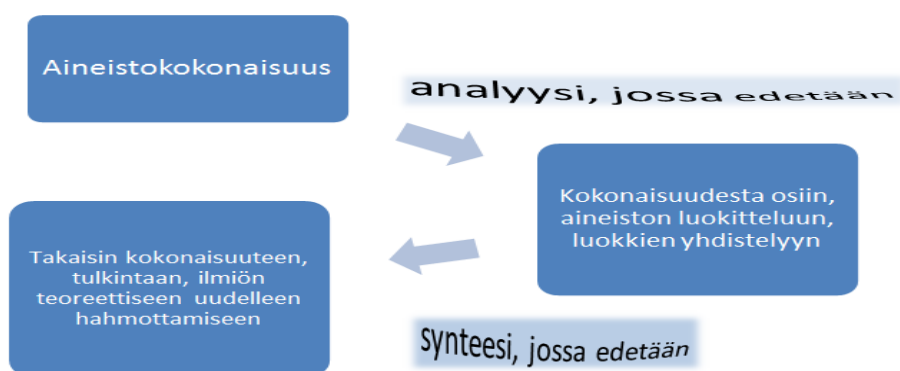 Aineistokokonaisuus
analyysi, jossa edetään
Kokonaisuudesta osiin,
aineiston luokitteluun,
luokkien yhdistelyyn
Takaisin kokonaisuuteen,
tulkintaan, ilmiön
teoreettiseen uudelleen
hahmottamiseen
synteesi, jossa edetään